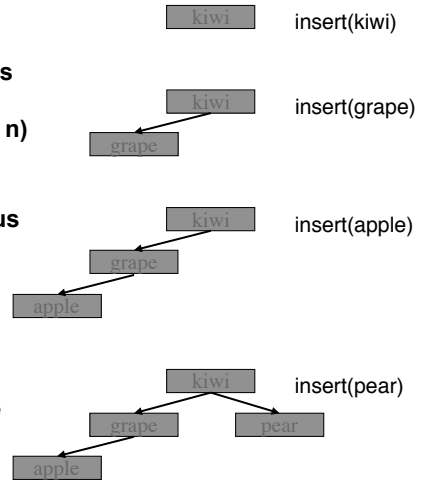 kiwi insert(kiwi)
s
kiwi insert(grape)
n)
grape
us
kiwi insert(apple)
grape
apple
kiwi insert(pear)
grape pear
apple